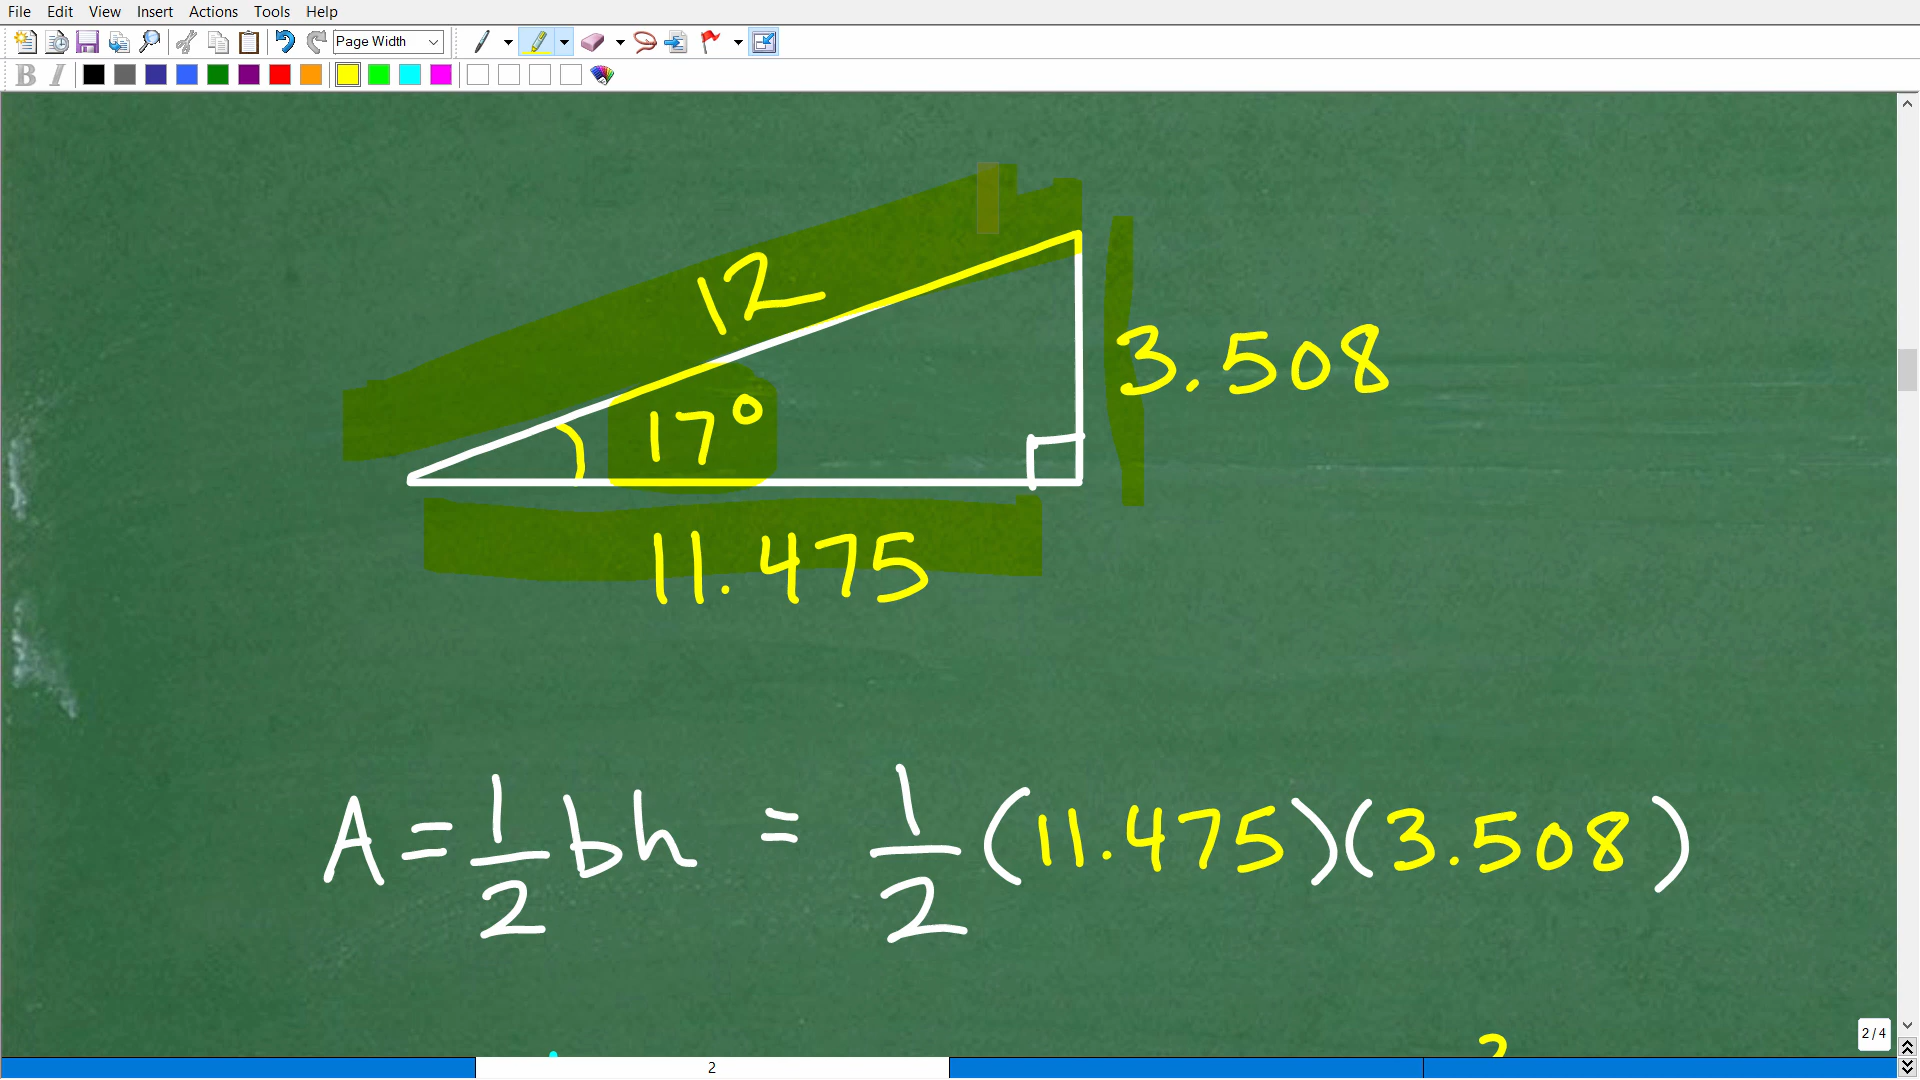 File Edit View Insert Actions Tools Help
Page Width
B I
12
3.508
17°
11.475
A = 1/2 bh = 1/2 (11.475)(3.508)
2 / 4
2